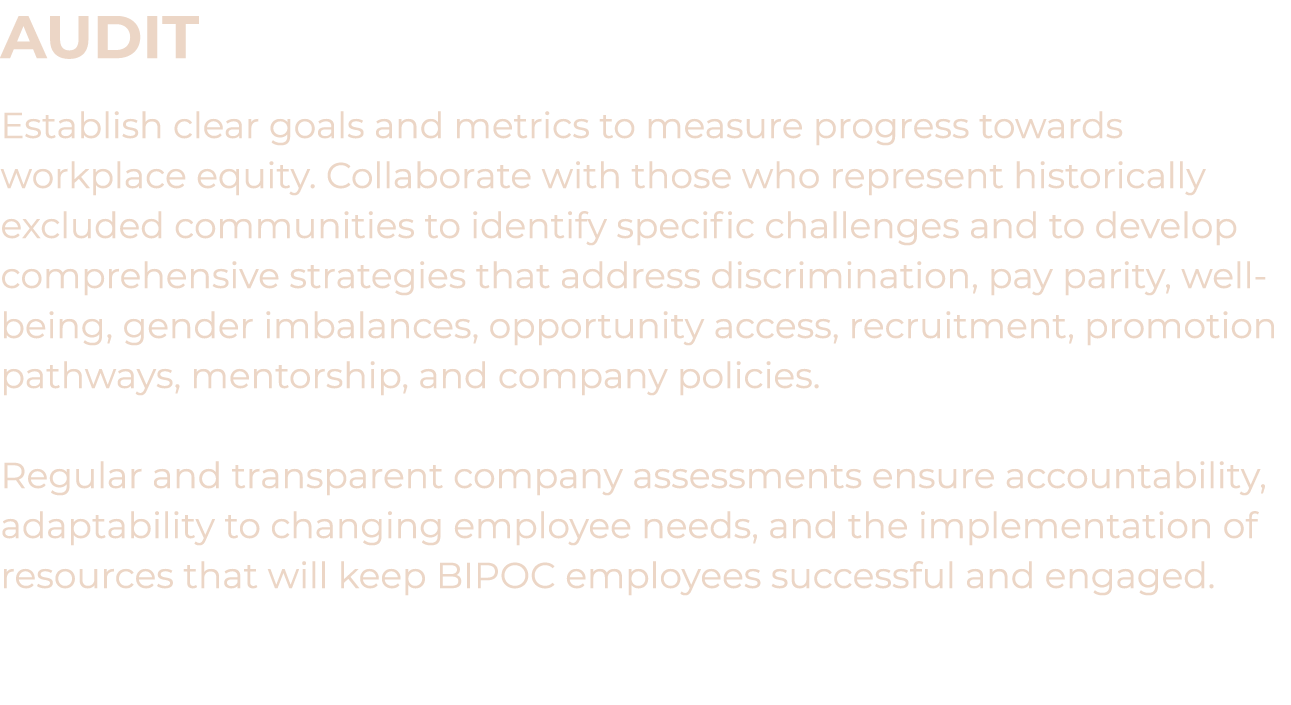 AUDIT
Establish clear goals and metrics to measure progress towards
workplace equity. Collaborate with those who represent historically
excluded communities to identify specific challenges and to develop
comprehensive strategies that address discrimination, pay parity, well-
being, gender imbalances, opportunity access, recruitment, promotion
pathways, mentorship, and company policies.
Regular and transparent company assessments ensure accountability,
adaptability to changing employee needs, and the implementation of
resources that will keep BIPOC employees successful and engaged.